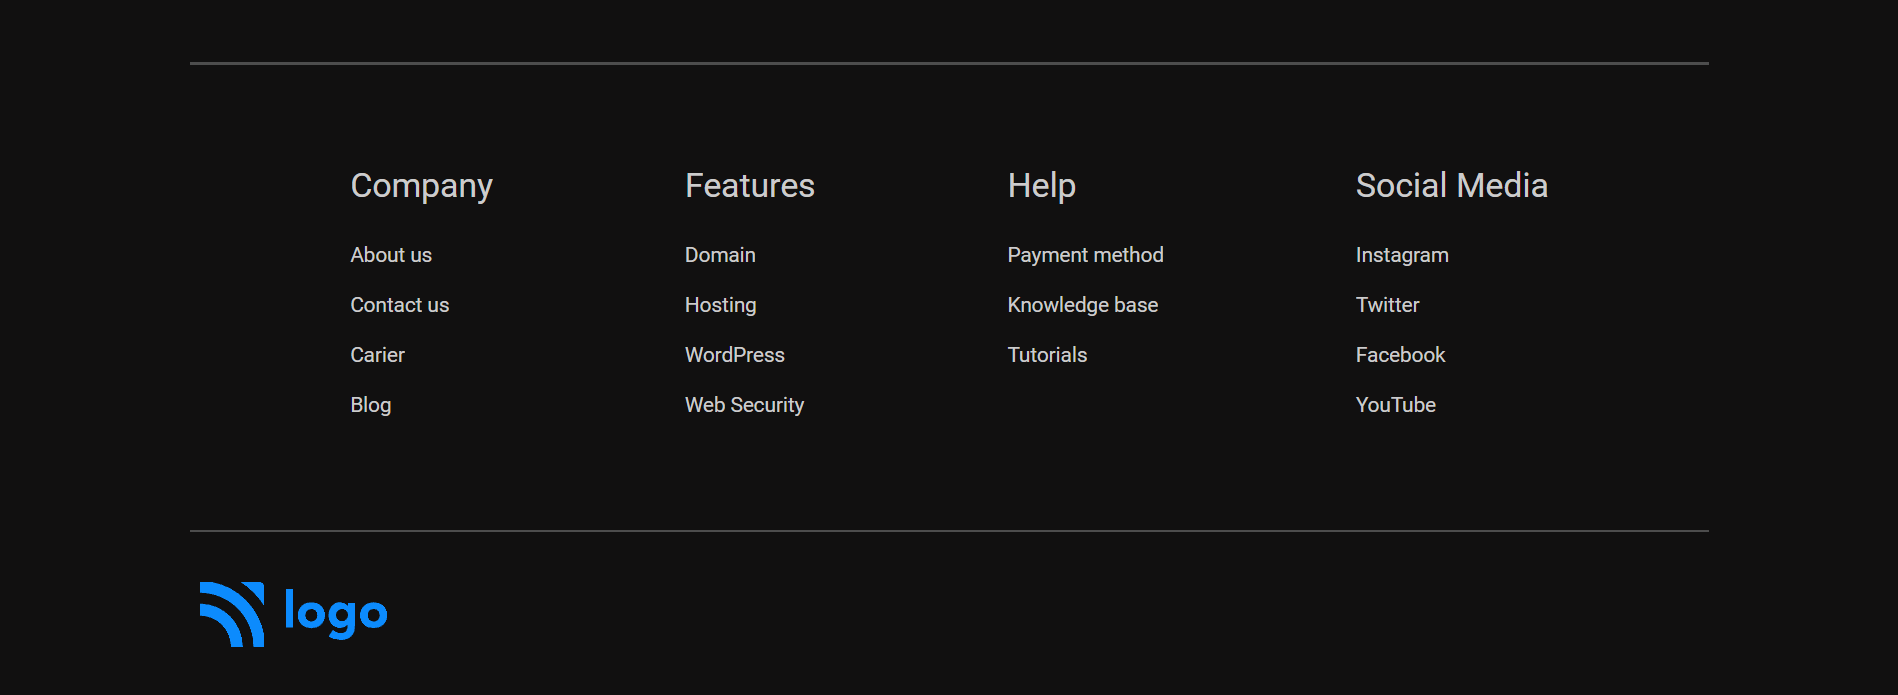 Company
About us
Contact us
Carier
Blog
Features
Domain
Hosting
WordPress
Web Security
Help
Payment method
Knowledge base
Tutorials
Social Media
Instagram
Twitter
Facebook
YouTube
logo